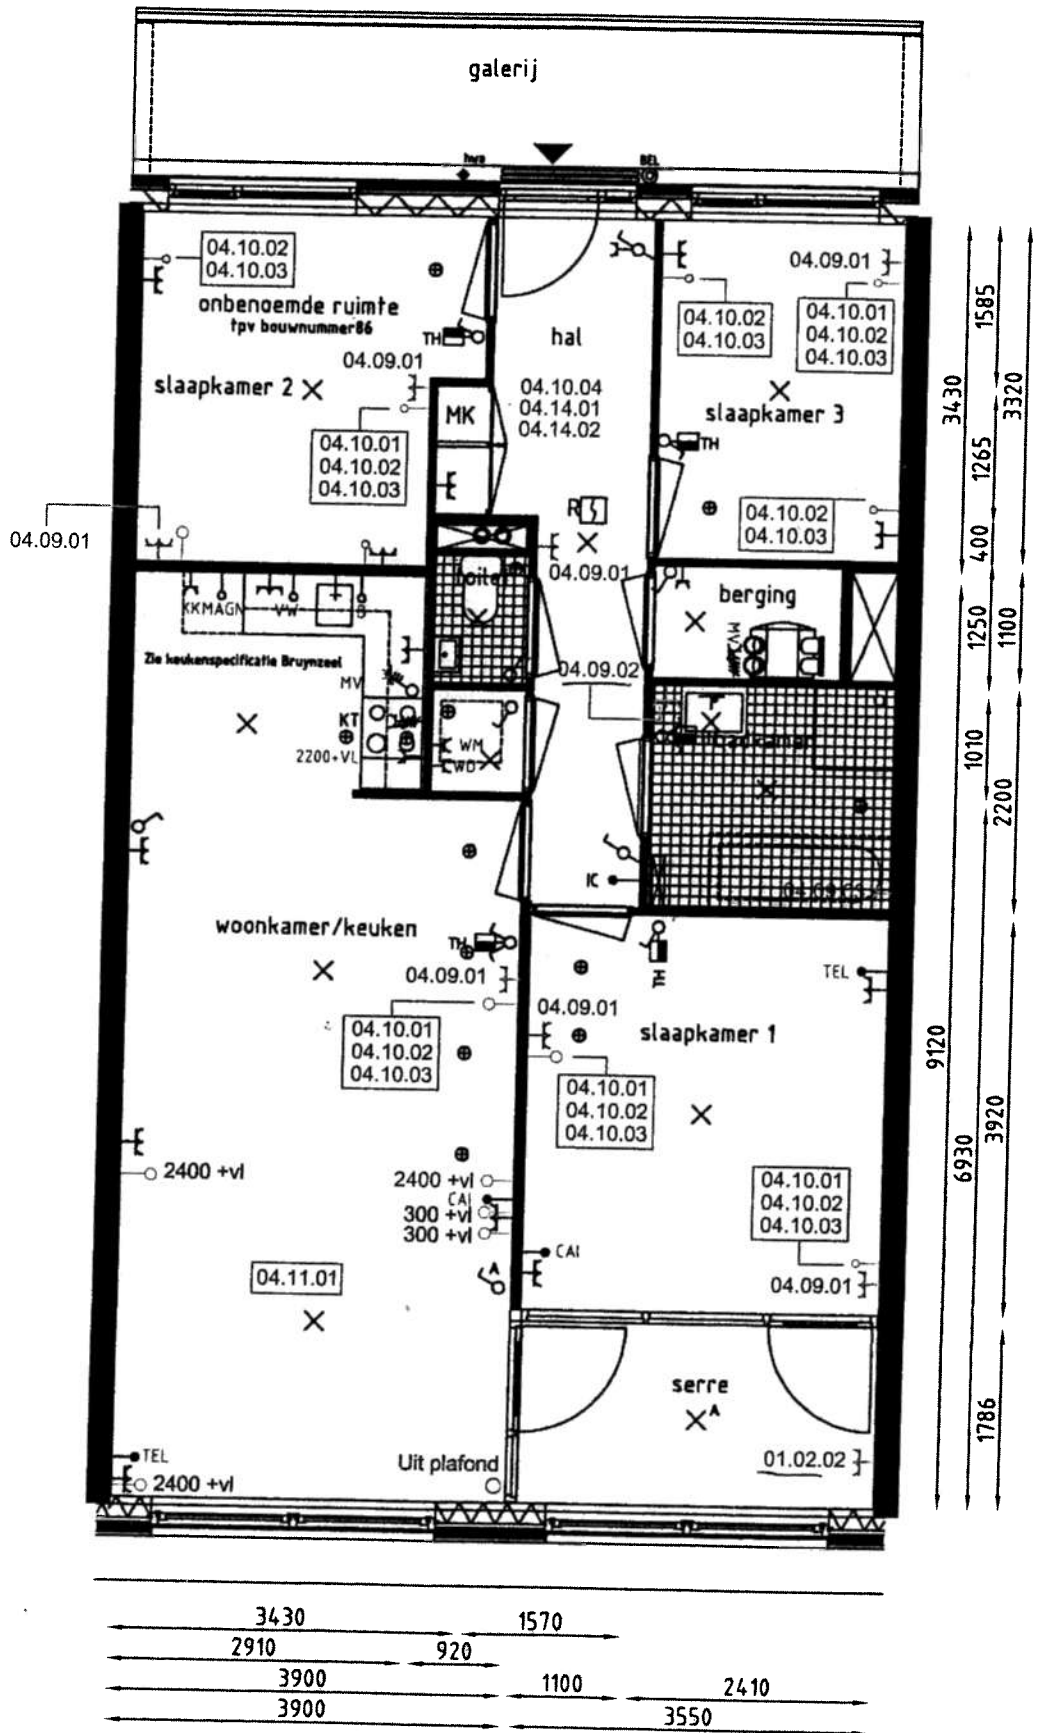 galerij
hwa
BEL
04.10.02
04.10.03
onbenoemde ruimte
tpv bouwnummer86
TH
04.09.01
slaapkamer 2
04.10.01
04.10.02
04.10.03
04.09.01
MK
hal
04.10.04
04.14.01
04.14.02
R
04.09.01
04.09.01
04.10.02
04.10.03
04.10.01
04.10.02
04.10.03
slaapkamer 3
TH
04.10.02
04.10.03
toilet
berging
MV
KK
MAGN
VW
Zie keukenspecificatie Bruynzeel
MV
KT
2200+VL
WM
WD
04.09.02
badkamer
IC
woonkamer/keuken
TH
04.09.01
04.10.01
04.10.02
04.10.03
TH
TEL
04.09.01
slaapkamer 1
04.10.01
04.10.02
04.10.03
2400 +vl
2400 +vl
CAI
300 +vl
300 +vl
04.10.01
04.10.02
04.10.03
CAI
A
04.11.01
04.09.01
serre
A
01.02.02
TEL
2400 +vl
Uit plafond
1585
3430
3320
1265
400
1250
1100
1010
2200
9120
6930
3920
1786
3430
1570
2910
920
3900
1100
2410
3900
3550